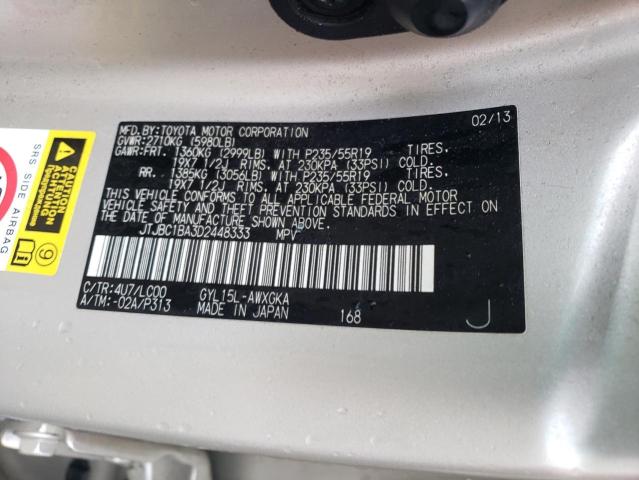 MFD.BY:TOYOTA MOTOR CORPORATION 02/13
GVWR:2710KG (5980LB)
GAWR:FRT. 1360KG (2999LB) WITH P235/55R19 TIRES.
19X7 1/2J RIMS. AT 230KPA (33PSI) COLD.
RR. 1385KG (3056LB) WITH P235/55R19 TIRES.
19X7 1/2J RIMS. AT 230KPA (33PSI) COLD.
THIS VEHICLE CONFORMS TO ALL APPLICABLE FEDERAL MOTOR
VEHICLE SAFETY AND THEFT PREVENTION STANDARDS IN EFFECT ON
THE DATE OF MANUFACTURE SHOWN ABOVE.
JTJBC1BA3D2448333 MPV
C/TR:4U7/LC00 GYL15L-AWXGKA
A/TM:-02A/P313 MADE IN JAPAN 168 J
SRS SIDE AIRBAG
9